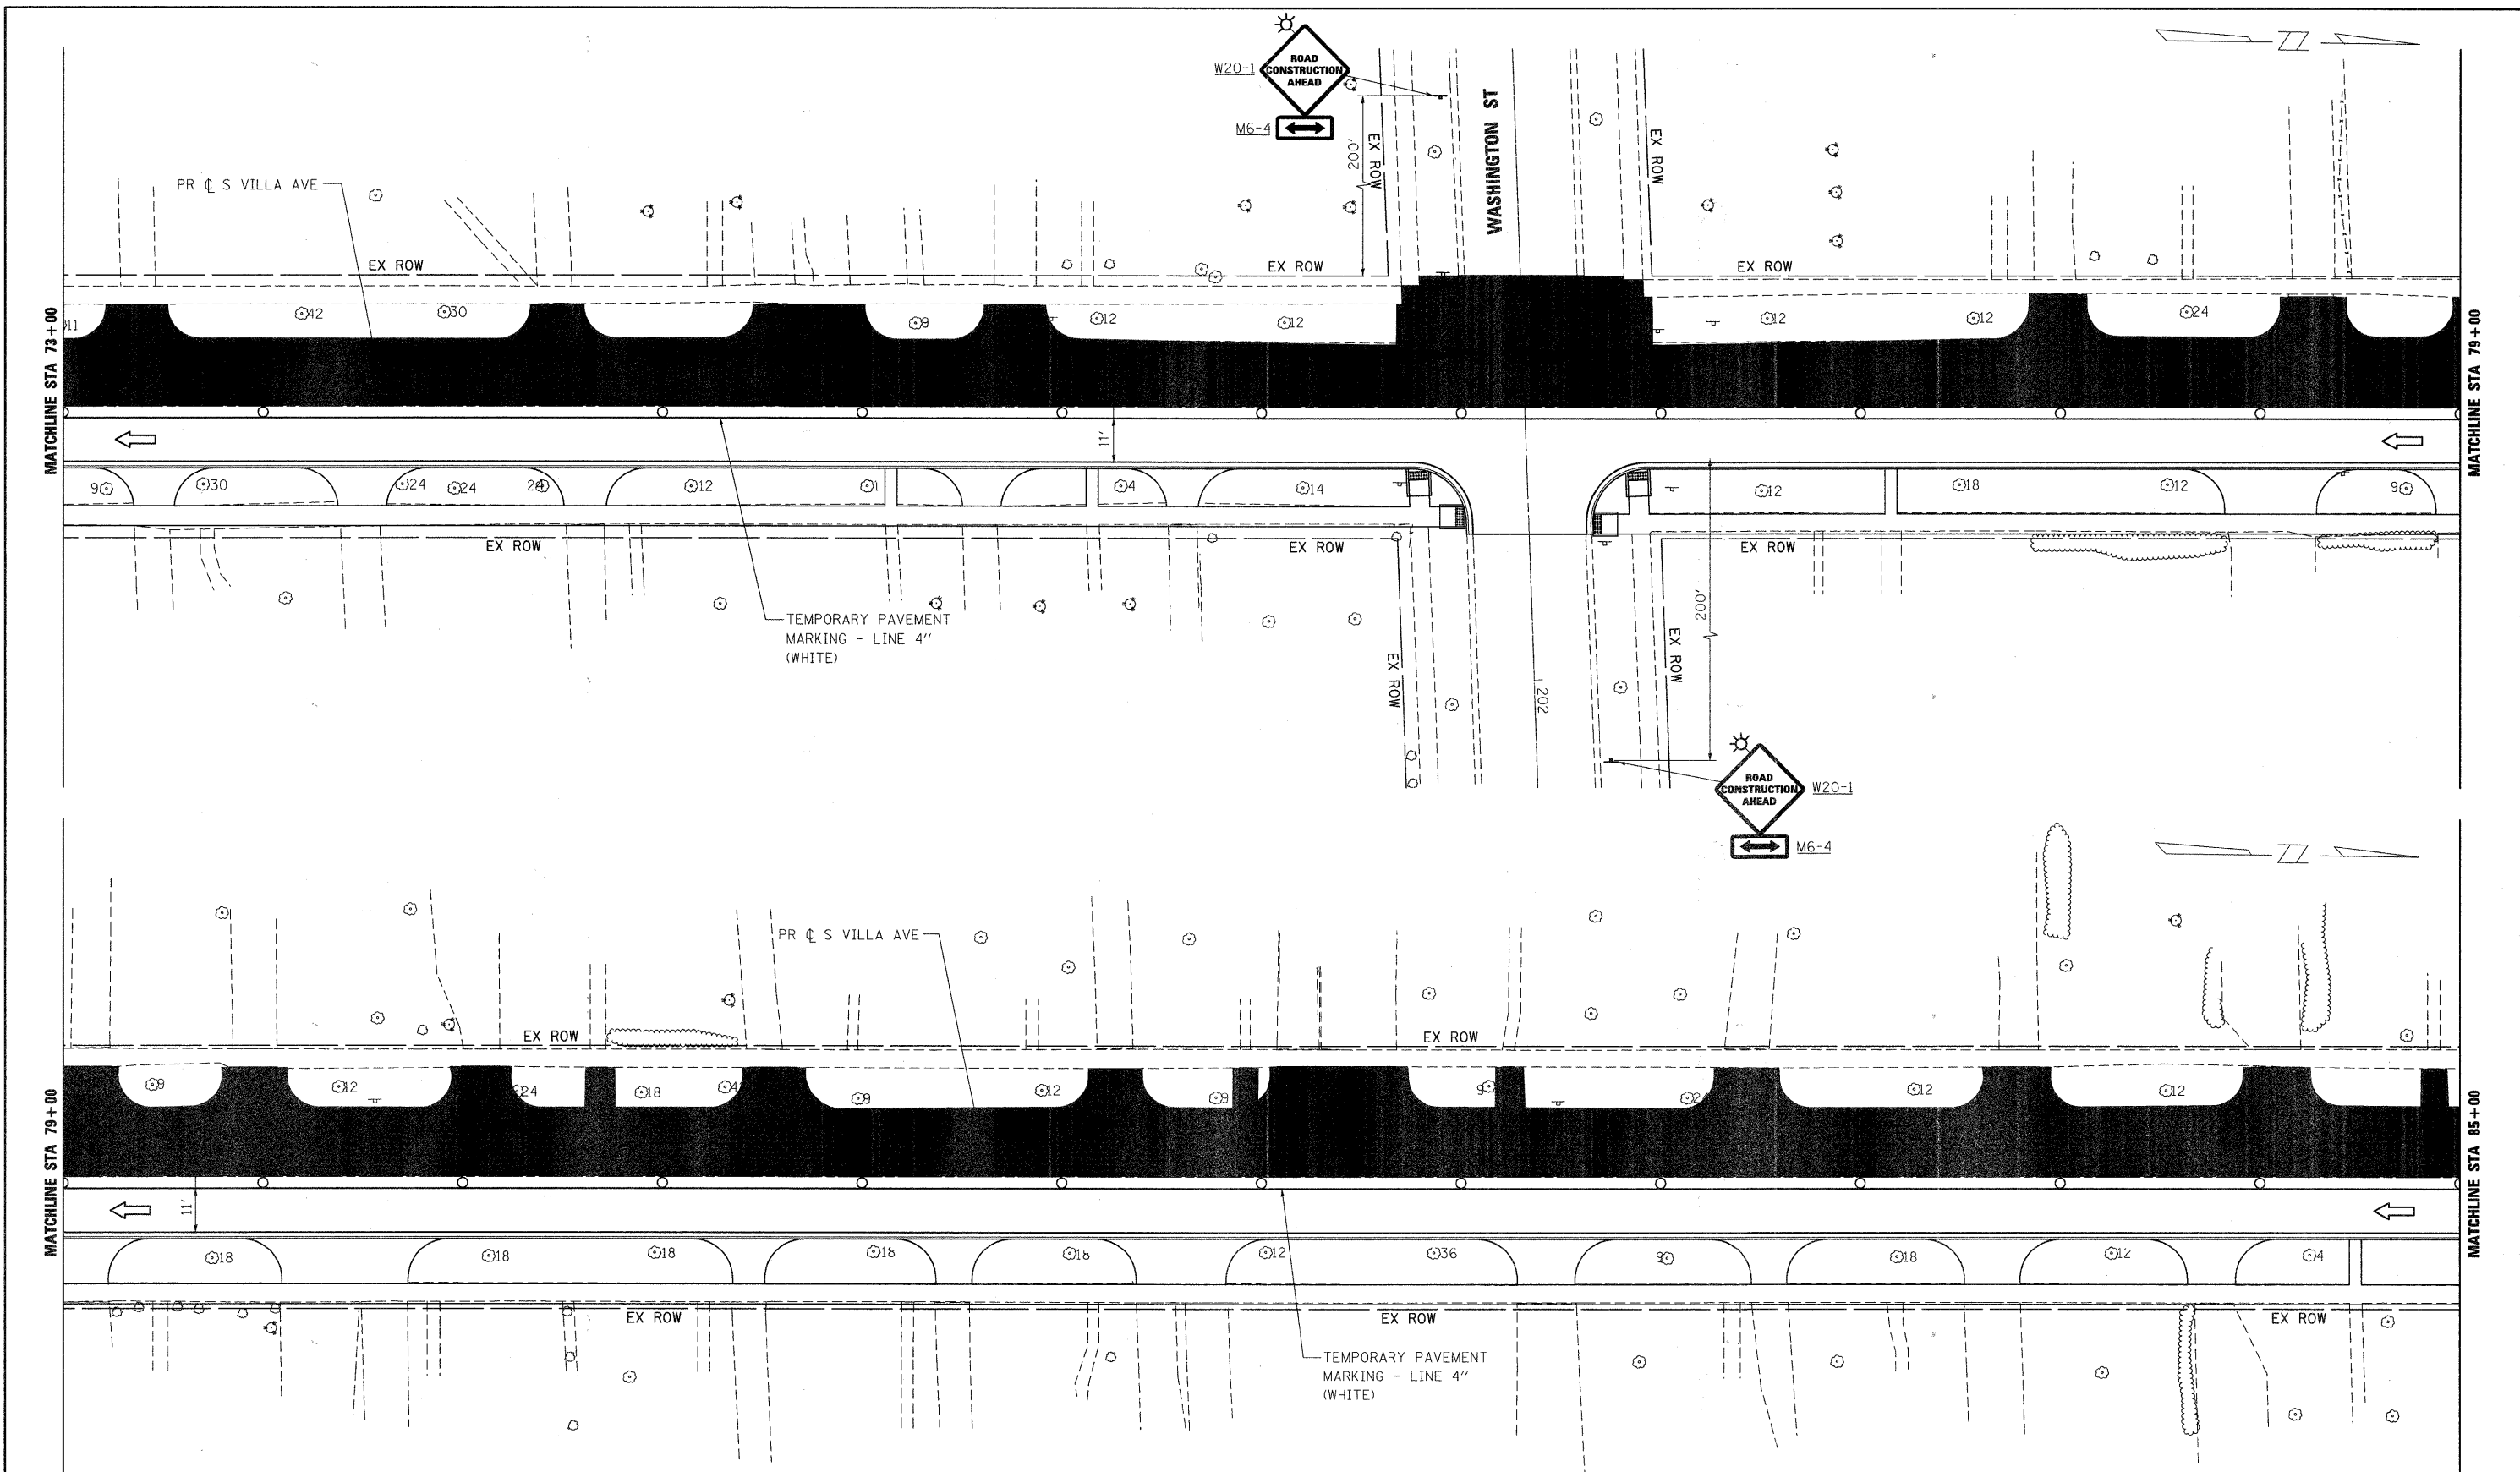 ROAD
CONSTRUCTION
AHEAD
W20-1
M6-4
200'
EX ROW
WASHINGTON ST
EX ROW
PR ℄ S VILLA AVE
EX ROW
EX ROW
EX ROW
MATCHLINE STA 73+00
MATCHLINE STA 79+00
11
42
30
9
12
12
12
12
24
11'
9
30
24
24
24
12
1
4
14
12
18
12
9
EX ROW
EX ROW
EX ROW
TEMPORARY PAVEMENT
MARKING - LINE 4"
(WHITE)
EX ROW
202
EX ROW
200'
ROAD
CONSTRUCTION
AHEAD
W20-1
M6-4
PR ℄ S VILLA AVE
EX ROW
EX ROW
MATCHLINE STA 79+00
MATCHLINE STA 85+00
9
12
24
18
4
9
12
9
9
24
12
12
11'
18
18
18
18
18
12
36
9
18
12
4
EX ROW
EX ROW
EX ROW
TEMPORARY PAVEMENT
MARKING - LINE 4"
(WHITE)